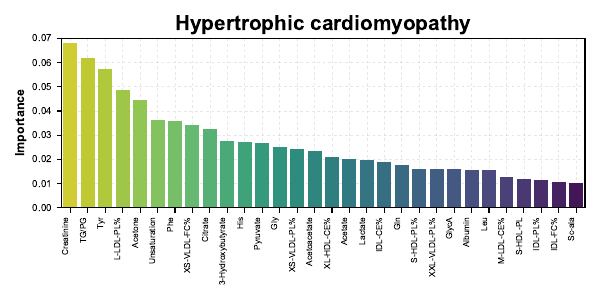 Hypertrophic cardiomyopathy
Importance
0.07
0.06
0.05
0.04
0.03
0.02
0.01
0.00
Creatinine
TG/PG
Tyr
L-LDL-PL%
Acetone
Unsaturation
Phe
XS-VLDL-FC%
Citrate
3-Hydroxybutyrate
His
Pyruvate
Gly
XS-VLDL-PL%
Acetoacetate
XL-HDL-CE%
Acetate
Lactate
IDL-CE%
Gln
S-HDL-PL%
XXL-VLDL-PL%
GlycA
Albumin
Leu
M-LDL-CE%
S-HDL-PL
IDL-PL%
IDL-FC%